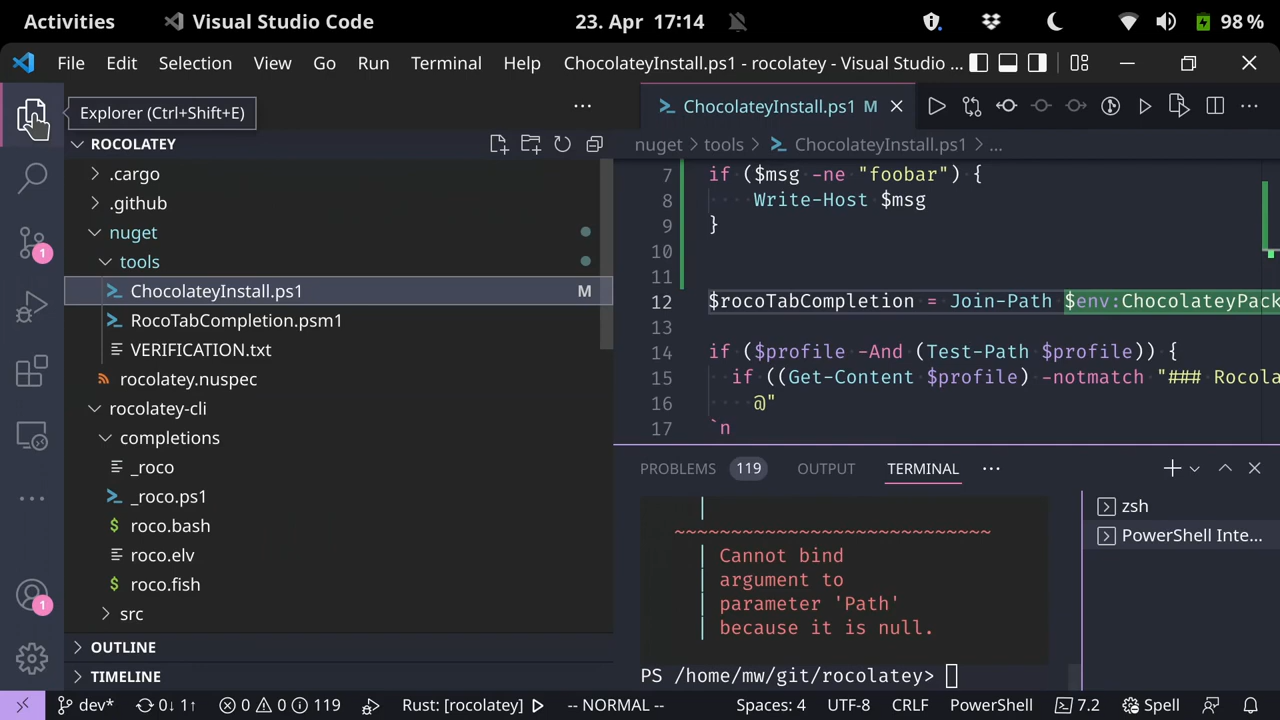 Activities
Visual Studio Code
23. Apr 17:14
98 %
File Edit Selection View Go Run Terminal Help
ChocolateyInstall.ps1 - rocolatey - Visual Studio ...
Explorer (Ctrl+Shift+E)
ROCOLATEY
.cargo
.github
nuget
tools
ChocolateyInstall.ps1 M
RocoTabCompletion.psm1
VERIFICATION.txt
rocolatey.nuspec
rocolatey-cli
completions
_roco
_roco.ps1
roco.bash
roco.elv
roco.fish
src
OUTLINE
TIMELINE
1
1
ChocolateyInstall.ps1 M
nuget > tools > ChocolateyInstall.ps1 > ...
7 if ($msg -ne "foobar") {
8 Write-Host $msg
9 }
10
11
12 $rocoTabCompletion = Join-Path $env:ChocolateyPack
13
14 if ($profile -And (Test-Path $profile)) {
15 if ((Get-Content $profile) -notmatch "### Rocola
16 @"
17 `n
PROBLEMS 119 OUTPUT TERMINAL ...
| 
~~~~~~~~~~~~~~~~~~~~~~~~~~~
| Cannot bind
| argument to
| parameter 'Path'
| because it is null.
PS /home/mw/git/rocolatey>
zsh
PowerShell Inte...
dev* 0↓ 1↑ 0 0 119 Rust: [rocolatey] -- NORMAL -- Spaces: 4 UTF-8 CRLF PowerShell 7.2 Spell